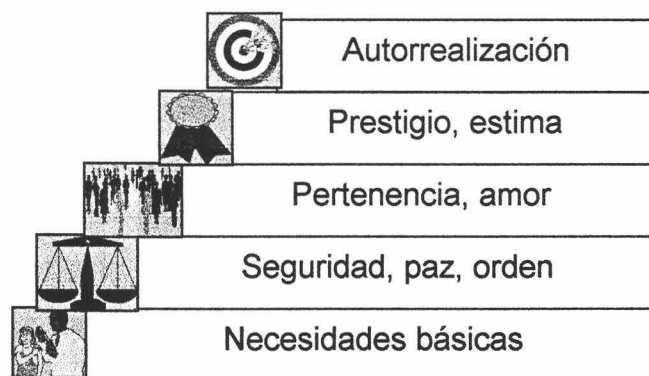 Autorrealización
Prestigio, estima
Pertenencia, amor
Seguridad, paz, orden
Necesidades básicas